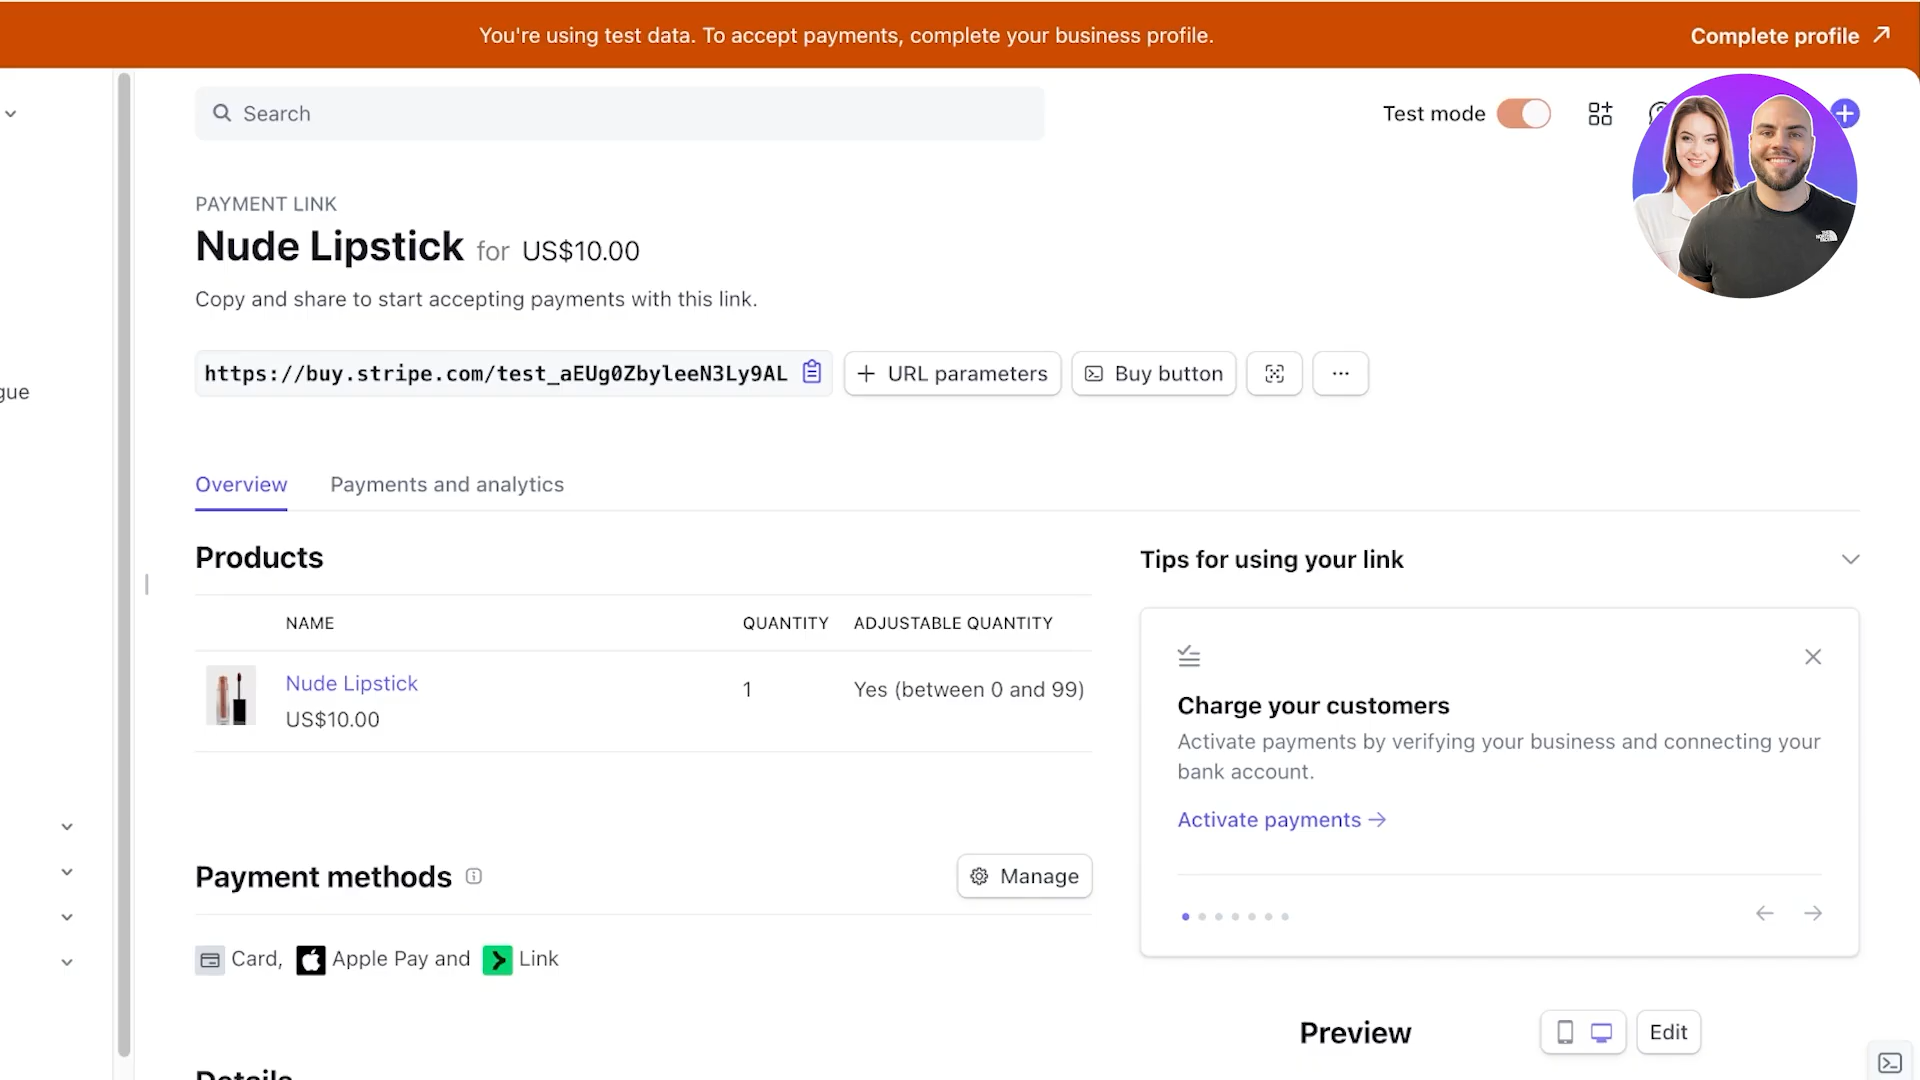 You're using test data. To accept payments, complete your business profile.
Complete profile
Search
Test mode
PAYMENT LINK
Nude Lipstick for US$10.00
Copy and share to start accepting payments with this link.
https://buy.stripe.com/test_aEUg0ZbyleeN3Ly9AL
URL parameters
Buy button
gue
Overview
Payments and analytics
Products
NAME QUANTITY ADJUSTABLE QUANTITY
Nude Lipstick 1 Yes (between 0 and 99)
US$10.00
Payment methods
Manage
Card, Apple Pay and Link
Details
Tips for using your link
Charge your customers
Activate payments by verifying your business and connecting your
bank account.
Activate payments
Preview
Edit